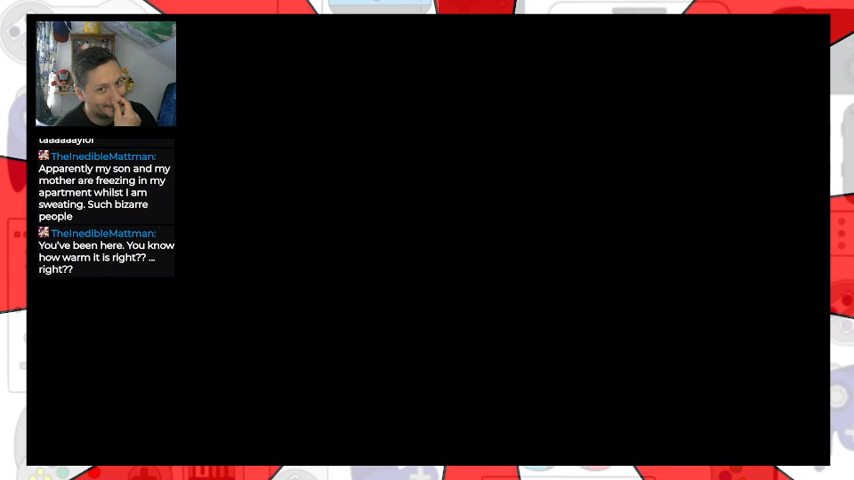 taaaaaaylor
TheInedibleMattman:
Apparently my son and my
mother are freezing in my
apartment whilst I am
sweating. Such bizarre
people
TheInedibleMattman:
You've been here. You know
how warm it is right?? ...
right??